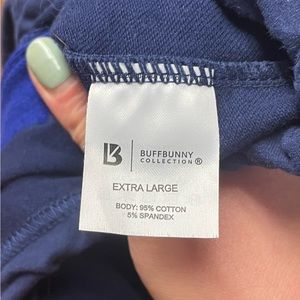 BUFFBUNNY
COLLECTION®
EXTRA LARGE
BODY: 95% COTTON
5% SPANDEX